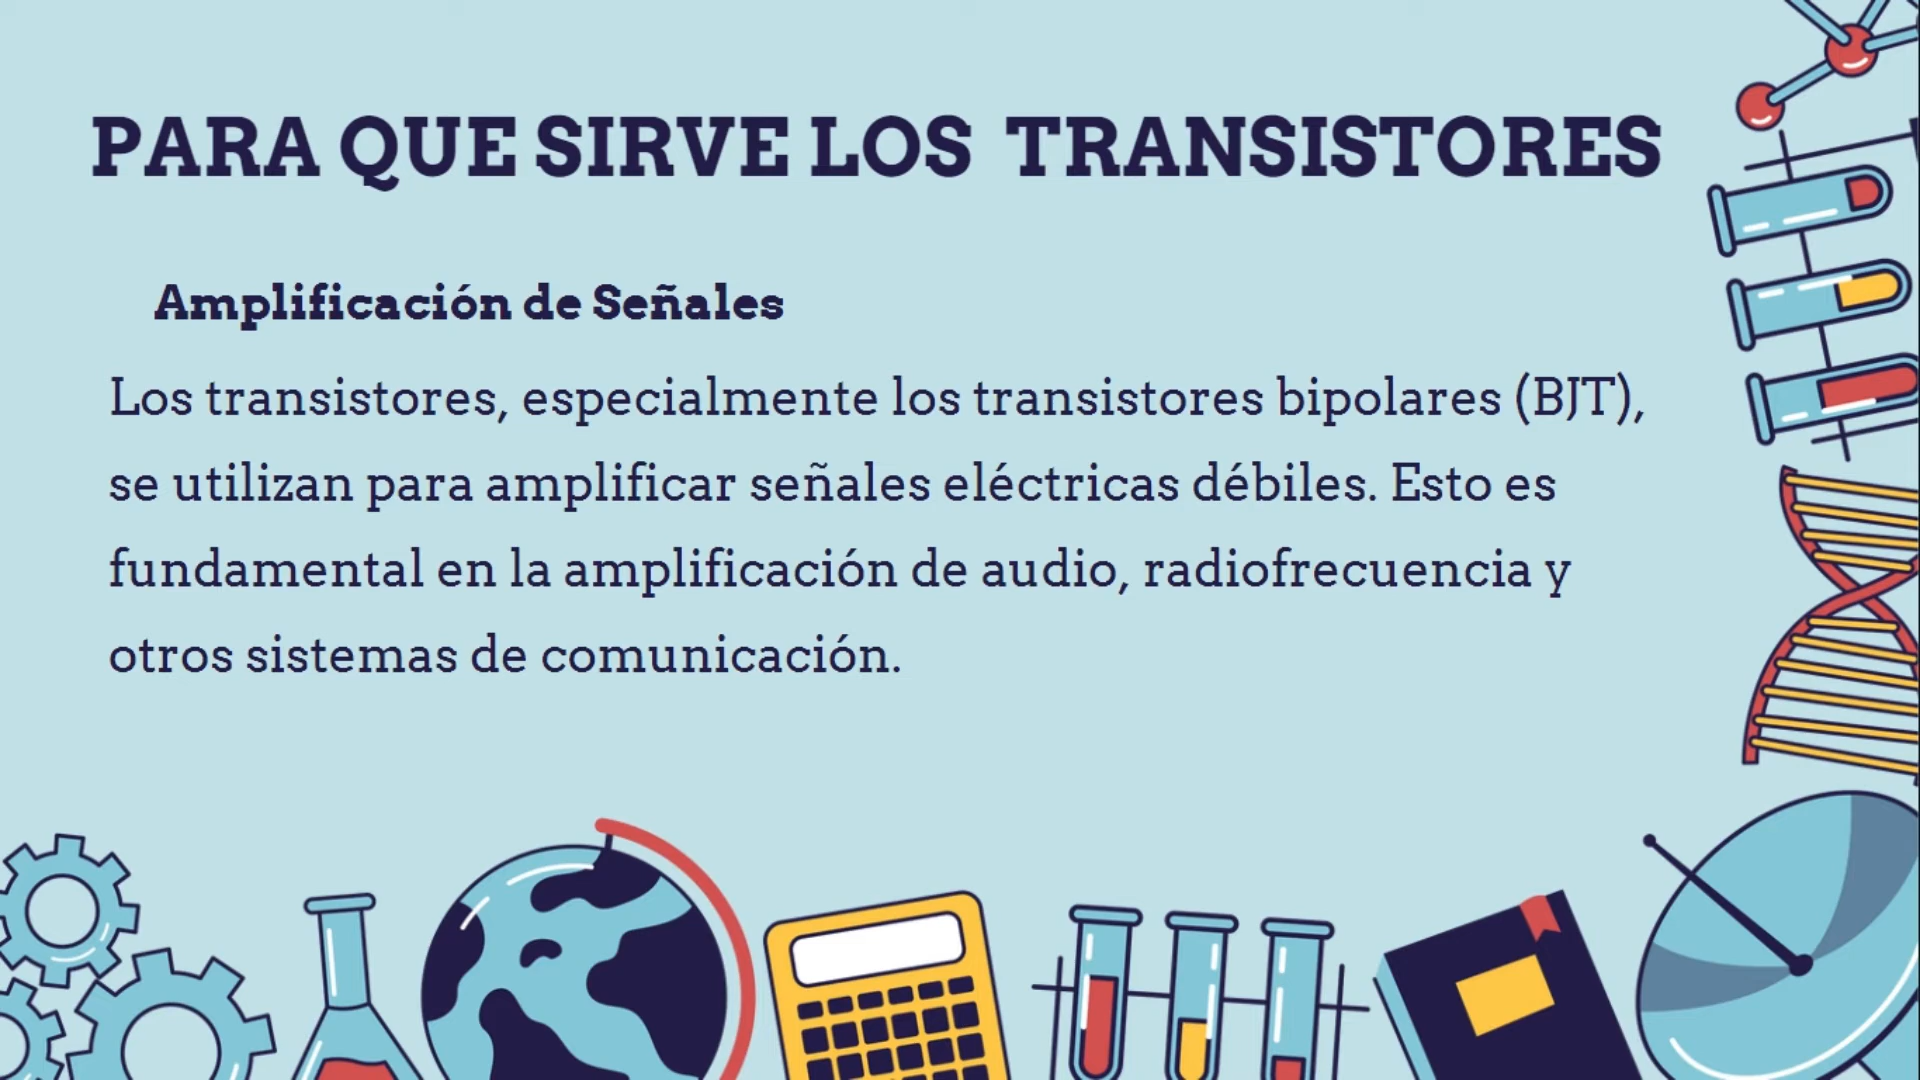 PARA QUE SIRVE LOS TRANSISTORES
Amplificación de Señales
Los transistores, especialmente los transistores bipolares (BJT),
se utilizan para amplificar señales eléctricas débiles. Esto es
fundamental en la amplificación de audio, radiofrecuencia y
otros sistemas de comunicación.